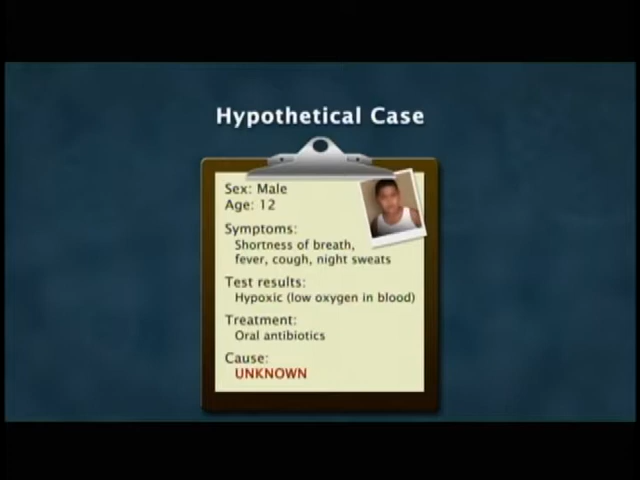 Hypothetical Case
Sex: Male
Age: 12
Symptoms:
Shortness of breath,
fever, cough, night sweats
Test results:
Hypoxic (low oxygen in blood)
Treatment:
Oral antibiotics
Cause:
UNKNOWN